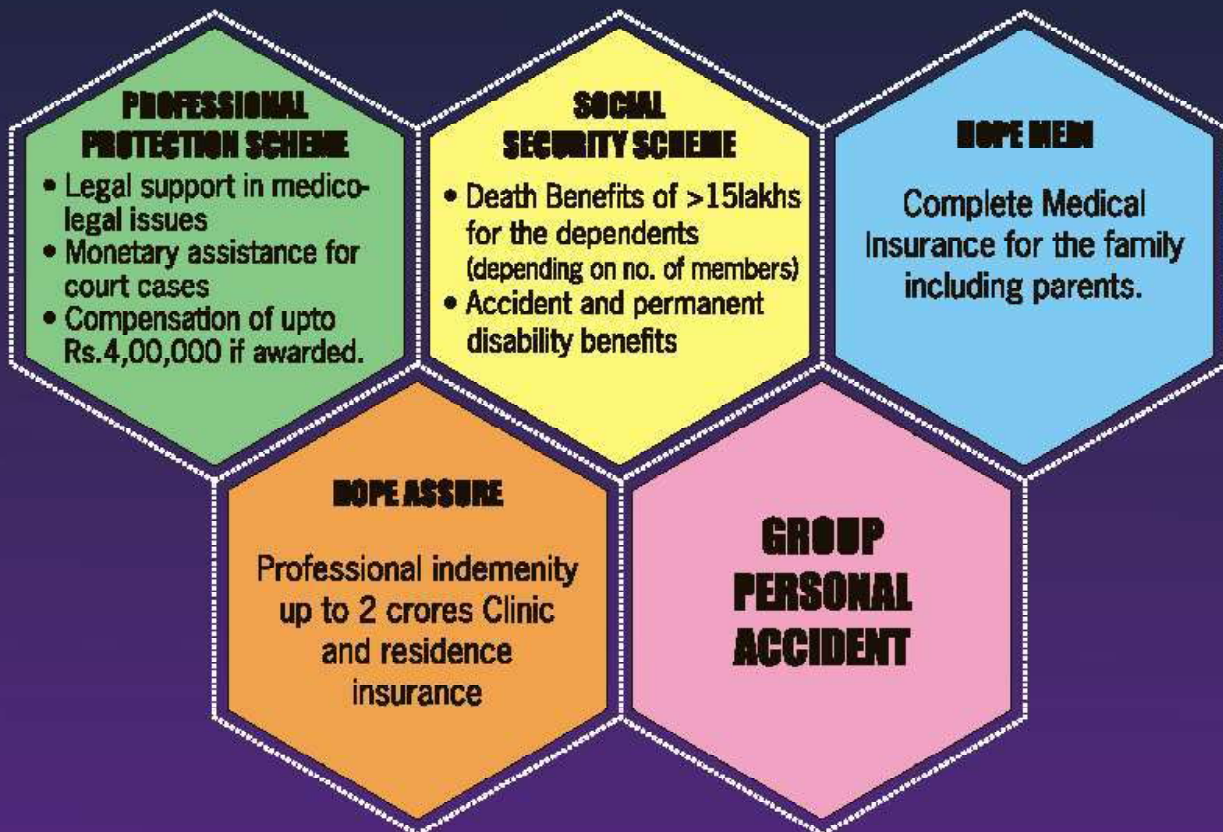 PROFESSIONAL
PROTECTION SCHEME
• Legal support in medico-
legal issues
• Monetary assistance for
court cases
• Compensation of upto
Rs.4,00,000 if awarded.
SOCIAL
SECURITY SCHEME
• Death Benefits of >15lakhs
for the dependents
(depending on no. of members)
• Accident and permanent
disability benefits
HOPE MEDI
Complete Medical
Insurance for the family
including parents.
HOPE ASSURE
Professional indemenity
up to 2 crores Clinic
and residence
insurance
GROUP
PERSONAL
ACCIDENT